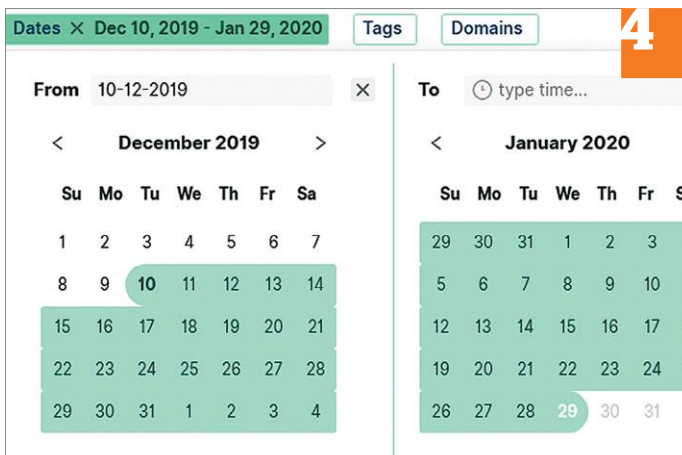 Dates × Dec 10, 2019 - Jan 29, 2020 Tags Domains
4
From 10-12-2019 ×
< December 2019 >
Su Mo Tu We Th Fr Sa
1 2 3 4 5 6 7
8 9 10 11 12 13 14
15 16 17 18 19 20 21
22 23 24 25 26 27 28
29 30 31 1 2 3 4
To type time...
< January 2020
Su Mo Tu We Th Fr S
29 30 31 1 2 3
5 6 7 8 9 10
12 13 14 15 16 17
19 20 21 22 23 24
26 27 28 29 30 31